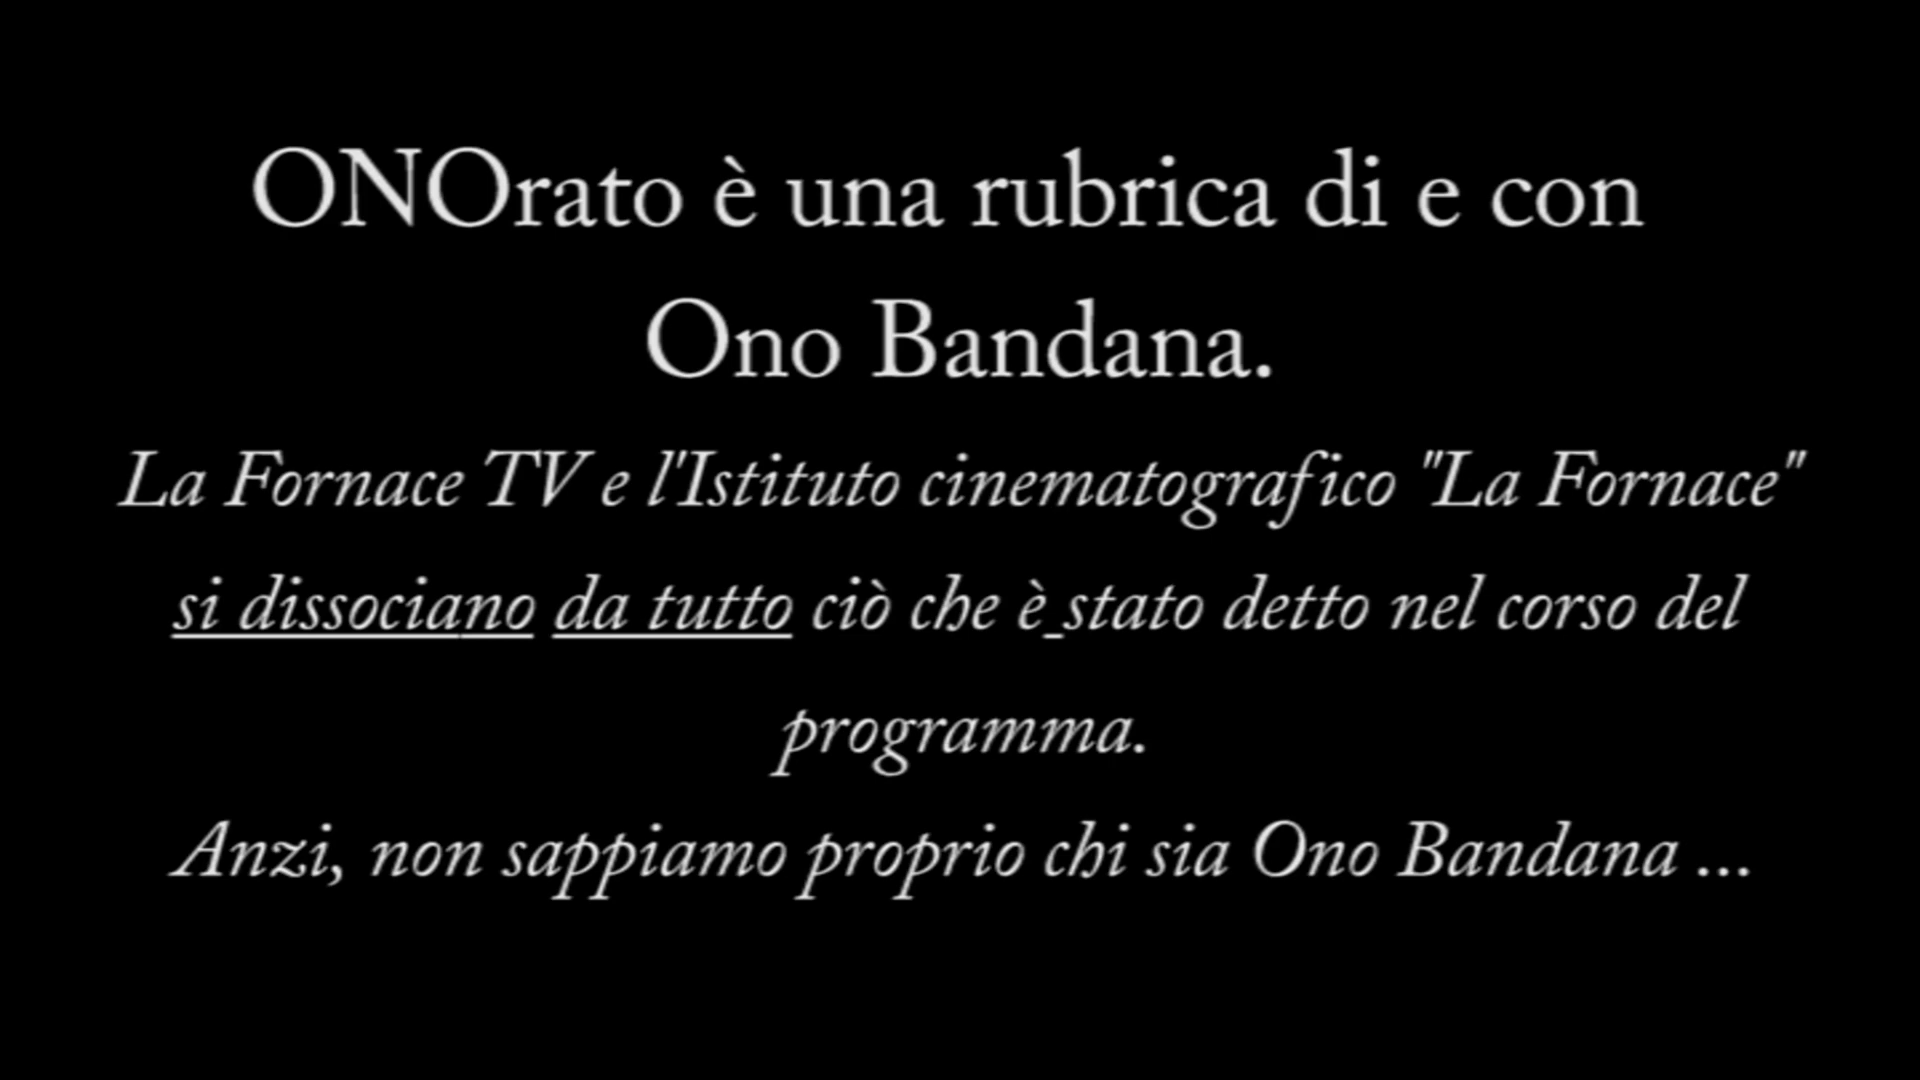 ONOrato è una rubrica di e con
Ono Bandana.
La Fornace TV e l'Istituto cinematografico "La Fornace"
si dissociano da tutto ciò che è stato detto nel corso del
programma.
Anzi, non sappiamo proprio chi sia Ono Bandana ...